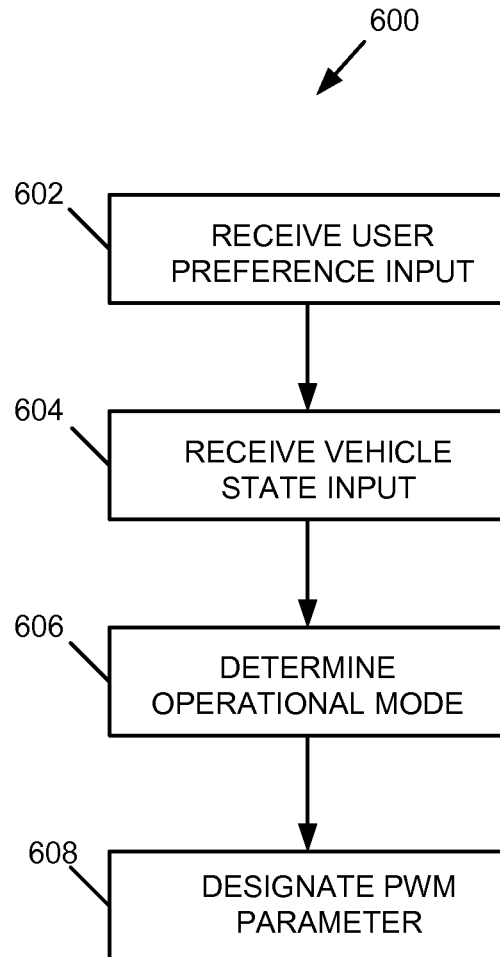 600
602
RECEIVE USER
PREFERENCE INPUT
604
RECEIVE VEHICLE
STATE INPUT
606
DETERMINE
OPERATIONAL MODE
608
DESIGNATE PWM
PARAMETER